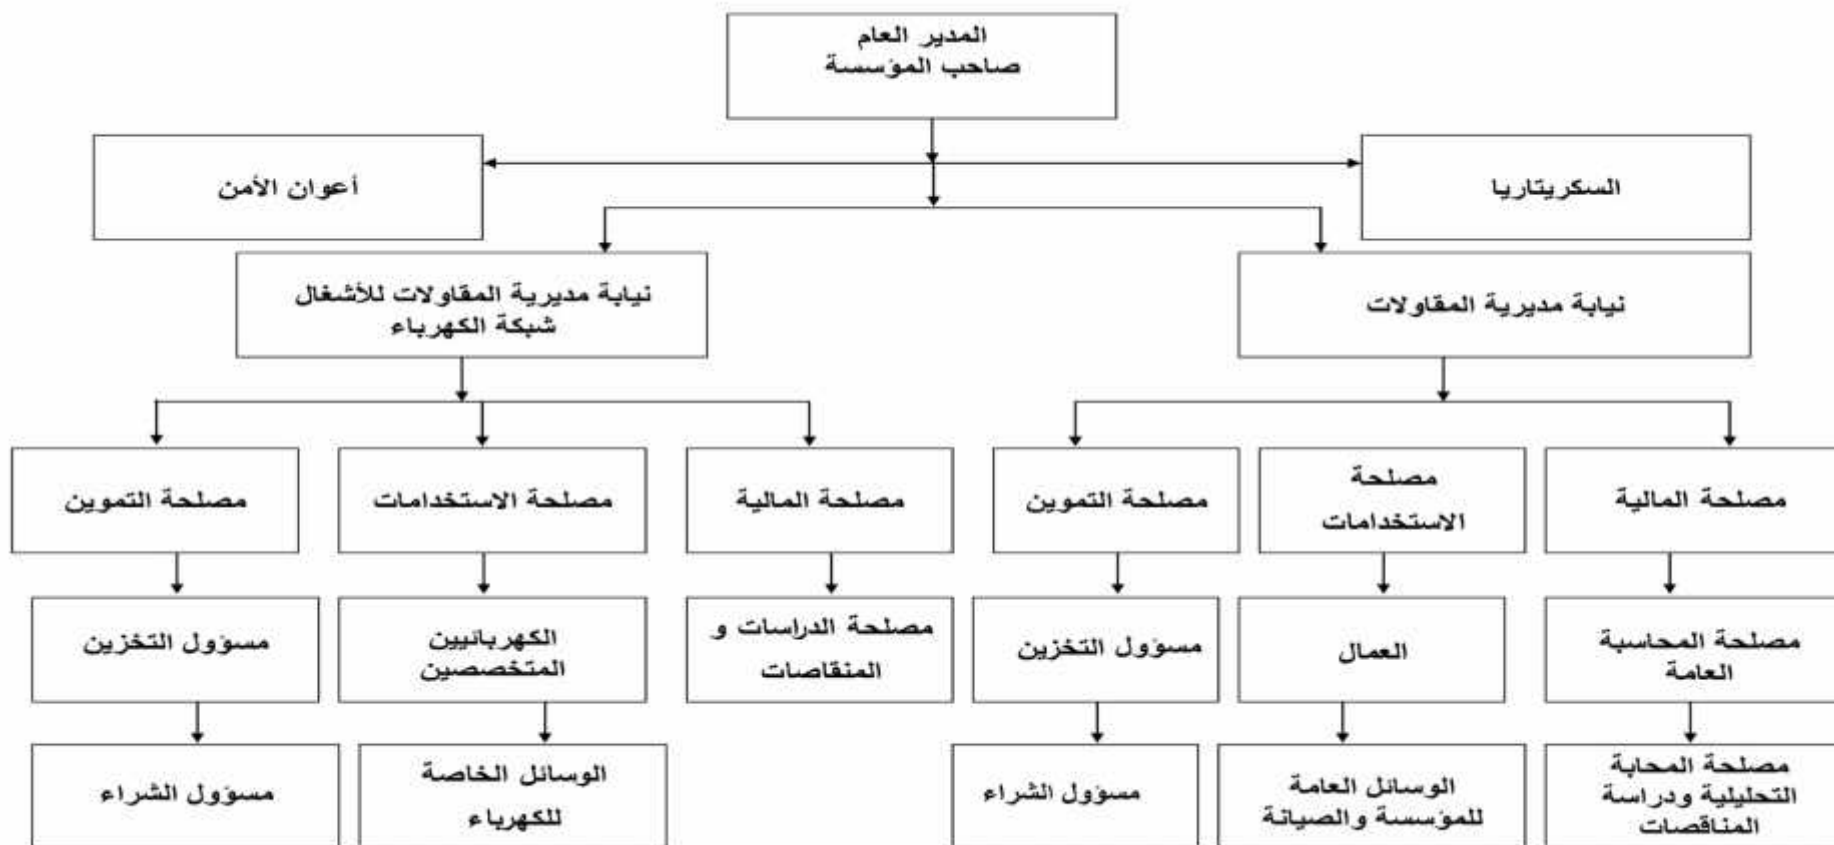 المدير العام
صاحب المؤسسة
السكريتاريا
أعوان الأمن
نيابة مديرية المقاولات
نيابة مديرية المقاولات للأشغال
شبكة الكهرباء
مصلحة المالية
مصلحة
الاستخدامات
مصلحة التموين
مصلحة المالية
مصلحة الاستخدامات
مصلحة التموين
مصلحة المحاسبة
العامة
العمال
مسؤول التخزين
مصلحة الدراسات و
المنقاصات
الكهربائيين
المتخصصين
مسؤول التخزين
مصلحة المحابة
التحليلية ودراسة
المناقصات
الوسائل العامة
للمؤسسة والصيانة
مسؤول الشراء
الوسائل الخاصة
للكهرباء
مسؤول الشراء